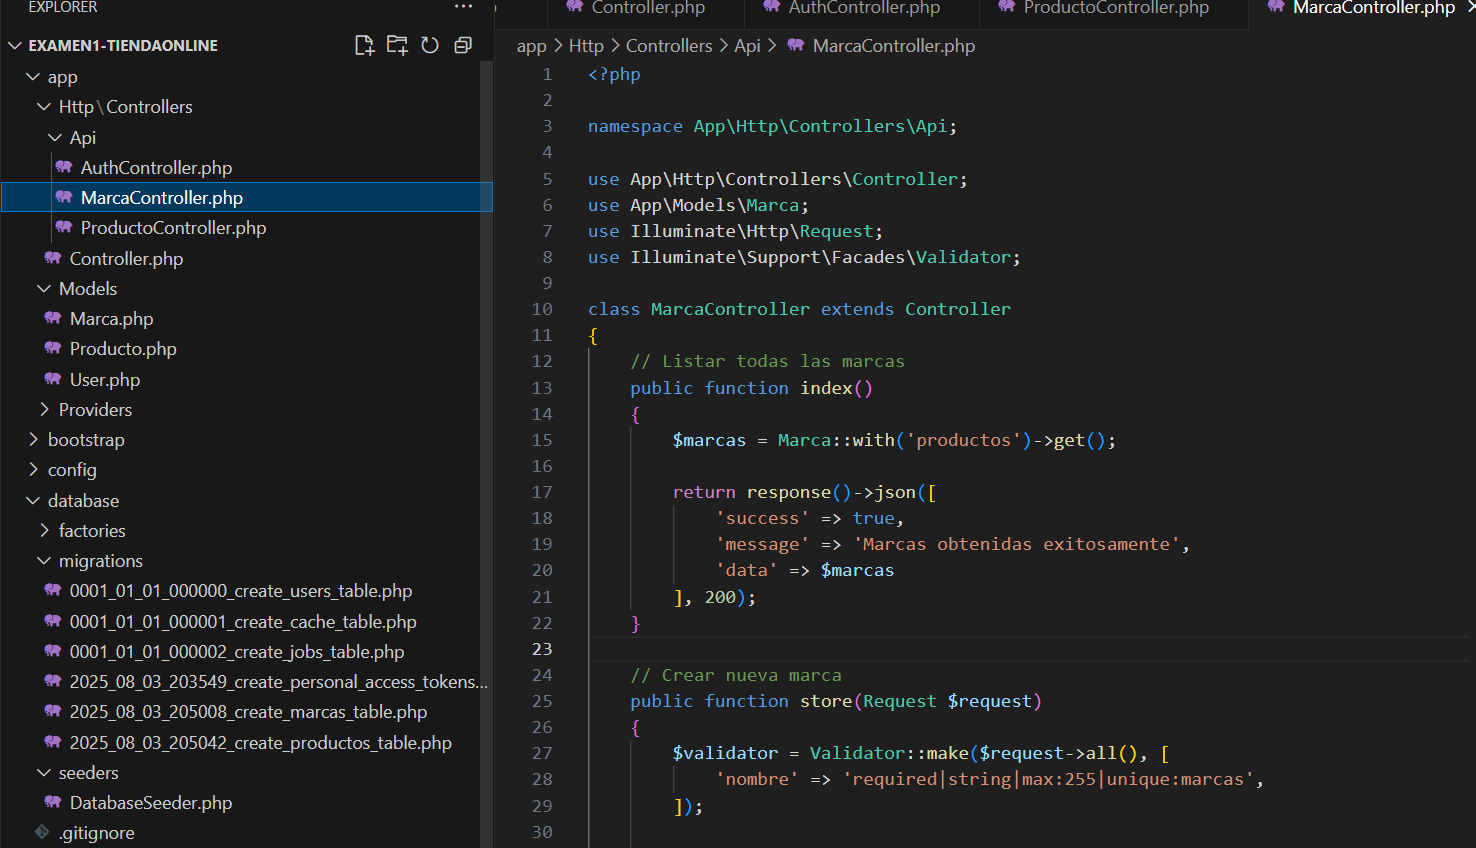 EXPLORER
EXAMEN1-TIENDAONLINE
app
Http\Controllers
Api
AuthController.php
MarcaController.php
ProductoController.php
Controller.php
Models
Marca.php
Producto.php
User.php
Providers
bootstrap
config
database
factories
migrations
0001_01_01_000000_create_users_table.php
0001_01_01_000001_create_cache_table.php
0001_01_01_000002_create_jobs_table.php
2025_08_03_203549_create_personal_access_tokens...
2025_08_03_205008_create_marcas_table.php
2025_08_03_205042_create_productos_table.php
seeders
DatabaseSeeder.php
.gitignore
Controller.php AuthController.php ProductoController.php MarcaController.php
app > Http > Controllers > Api > MarcaController.php
1 <?php
2
3 namespace App\Http\Controllers\Api;
4
5 use App\Http\Controllers\Controller;
6 use App\Models\Marca;
7 use Illuminate\Http\Request;
8 use Illuminate\Support\Facades\Validator;
9
10 class MarcaController extends Controller
11 {
12 // Listar todas las marcas
13 public function index()
14 {
15 $marcas = Marca::with('productos')->get();
16
17 return response()->json([
18 'success' => true,
19 'message' => 'Marcas obtenidas exitosamente',
20 'data' => $marcas
21 ], 200);
22 }
23
24 // Crear nueva marca
25 public function store(Request $request)
26 {
27 $validator = Validator::make($request->all(), [
28 'nombre' => 'required|string|max:255|unique:marcas',
29 ]);
30